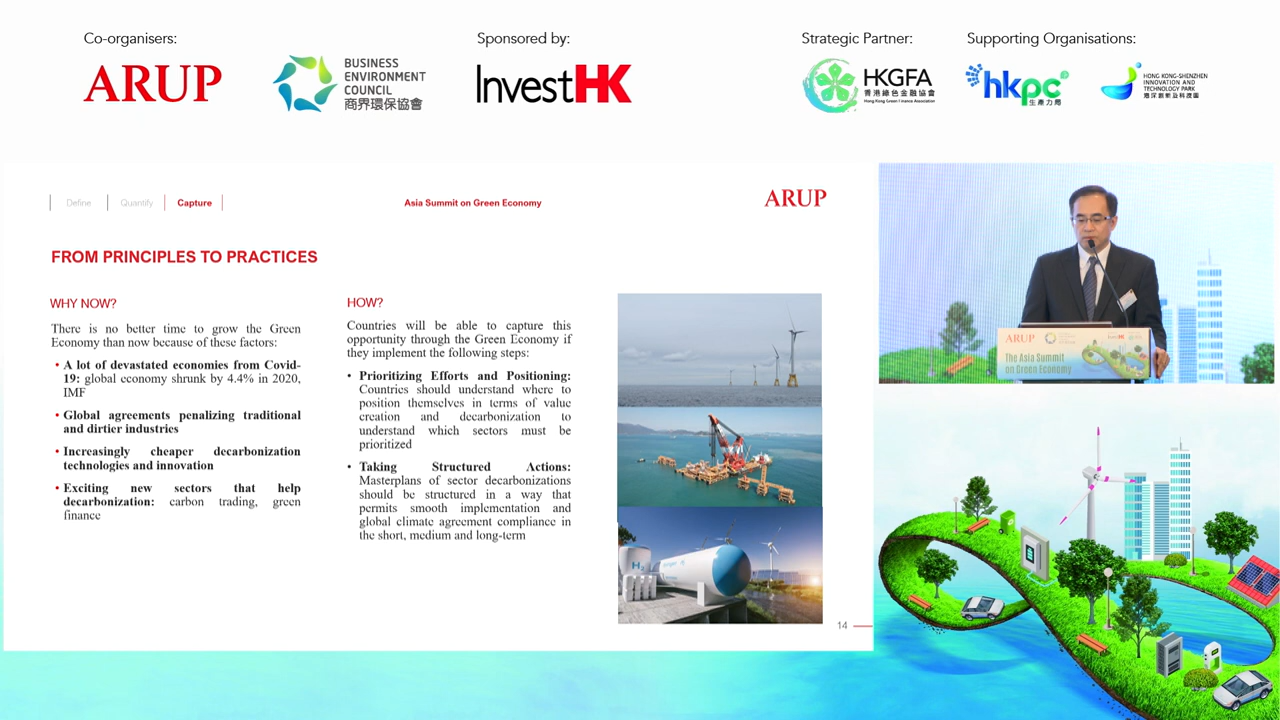 Co-organisers:
Sponsored by:
Strategic Partner:
Supporting Organisations:
ARUP
BUSINESS
ENVIRONMENT
COUNCIL
商界環保協會
InvestHK
HKGFA
香港綠色金融協會
Hong Kong Green Finance Association
hkpc
生產力局
HONG KONG-SHENZHEN
INNOVATION AND
TECHNOLOGY PARK
港深創新及科技園
Define
Quantify
Capture
Asia Summit on Green Economy
ARUP
FROM PRINCIPLES TO PRACTICES
WHY NOW?
There is no better time to grow the Green
Economy than now because of these factors:
• A lot of devastated economies from Covid-
19: global economy shrunk by 4.4% in 2020,
IMF
• Global agreements penalizing traditional
and dirtier industries
• Increasingly cheaper decarbonization
technologies and innovation
• Exciting new sectors that help
decarbonization: carbon trading, green
finance
HOW?
Countries will be able to capture this
opportunity through the Green Economy if
they implement the following steps:
• Prioritizing Efforts and Positioning:
Countries should understand where to
position themselves in terms of value
creation and decarbonization to
understand which sectors must be
prioritized
• Taking Structured Actions:
Masterplans of sector decarbonizations
should be structured in a way that
permits smooth implementation and
global climate agreement compliance in
the short, medium and long-term
H2
14
ARUP
The Asia Summit
on Green Economy